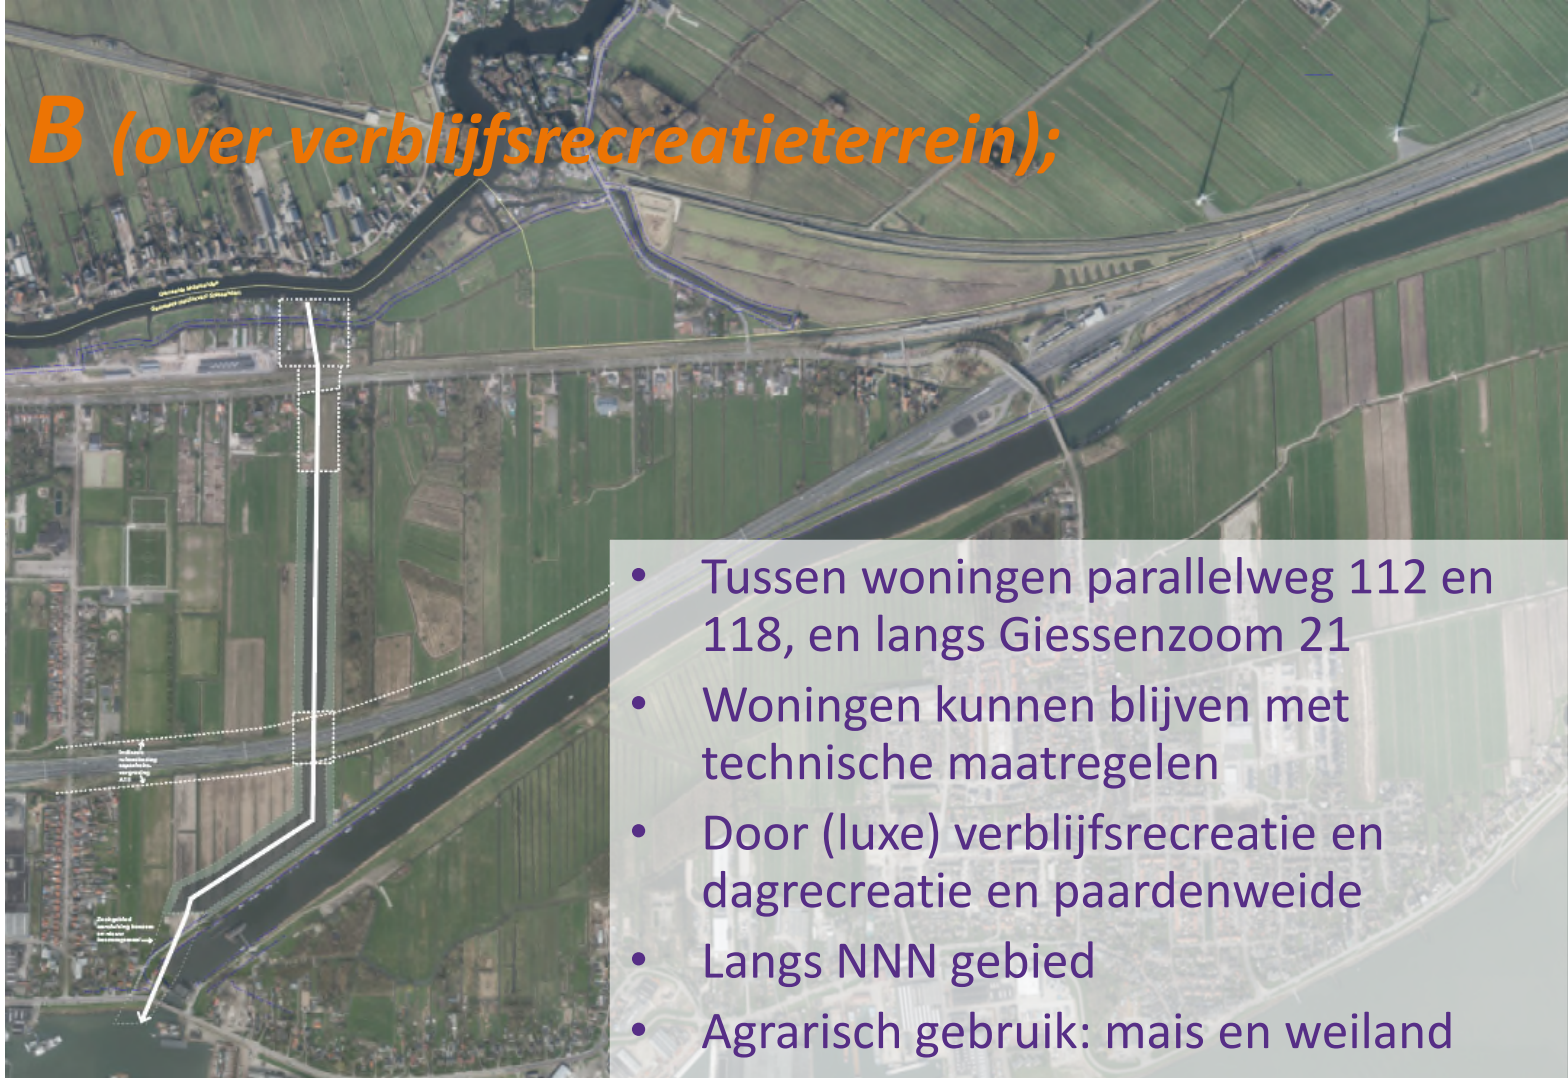 B (over verblijfsrecreatieterrein);
• Tussen woningen parallelweg 112 en
118, en langs Giessenzoom 21
• Woningen kunnen blijven met
technische maatregelen
• Door (luxe) verblijfsrecreatie en
dagrecreatie en paardenweide
• Langs NNN gebied
• Agrarisch gebruik: mais en weiland